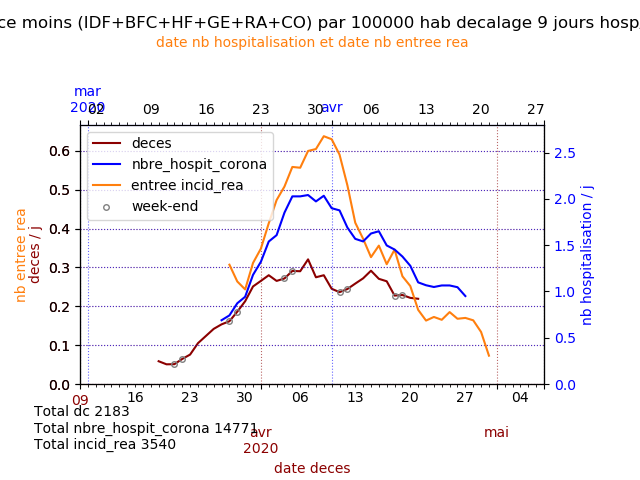 ce moins (IDF+BFC+HF+GE+RA+CO) par 100000 hab decalage 9 jours hosp
date nb hospitalisation et date nb entree rea
mar
2020
avr
02 09 16 23 30 06 13 20 27
deces
nbre_hospit_corona
entree incid_rea
week-end
0.6
0.5
0.4
0.3
0.2
0.1
0.0
2.5
2.0
1.5
1.0
0.5
0.0
nb entree rea
deces / j
nb hospitalisation / j
09 16 23 30 06 13 20 27 04
Total dc 2183
Total nbre_hospit_corona 14771
Total incid_rea 3540
avr
2020
mai
date deces